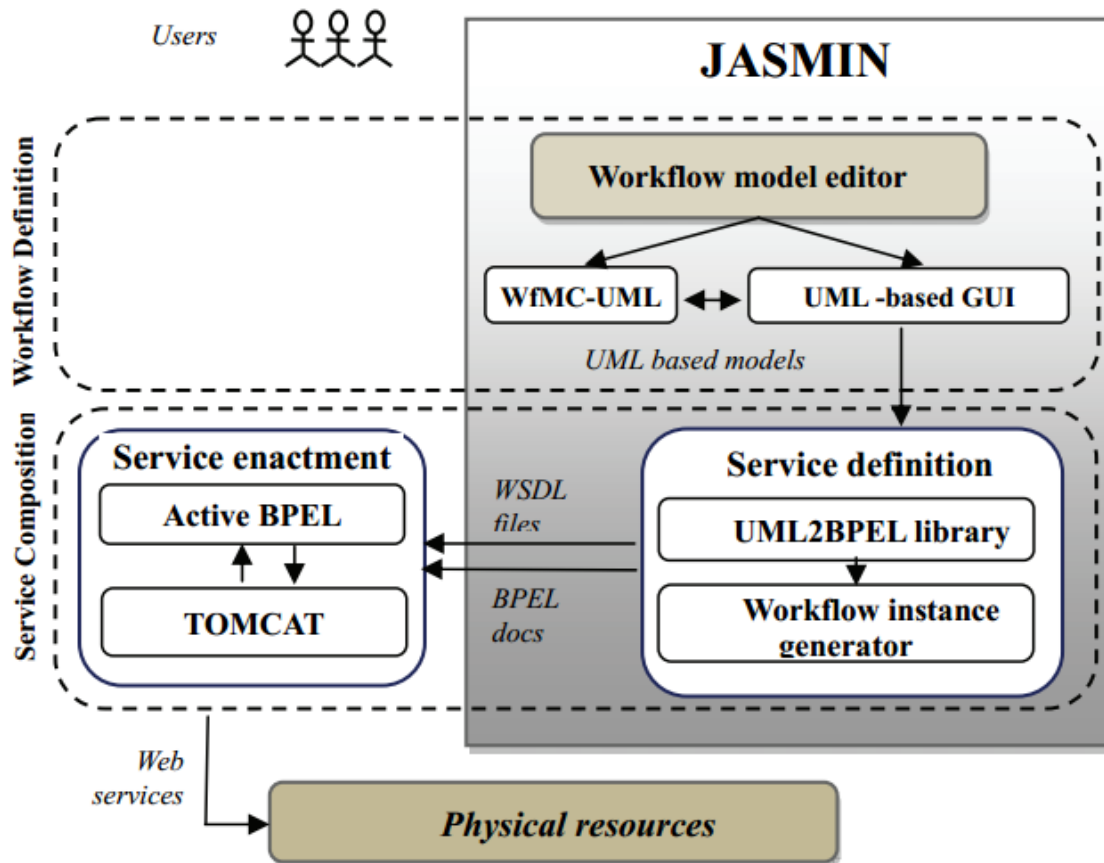 Users
JASMIN
Workflow Definition
Workflow model editor
WfMC-UML
UML -based GUI
UML based models
Service Composition
Service enactment
Active BPEL
TOMCAT
WSDL
files
BPEL
docs
Service definition
UML2BPEL library
Workflow instance
generator
Web
services
Physical resources